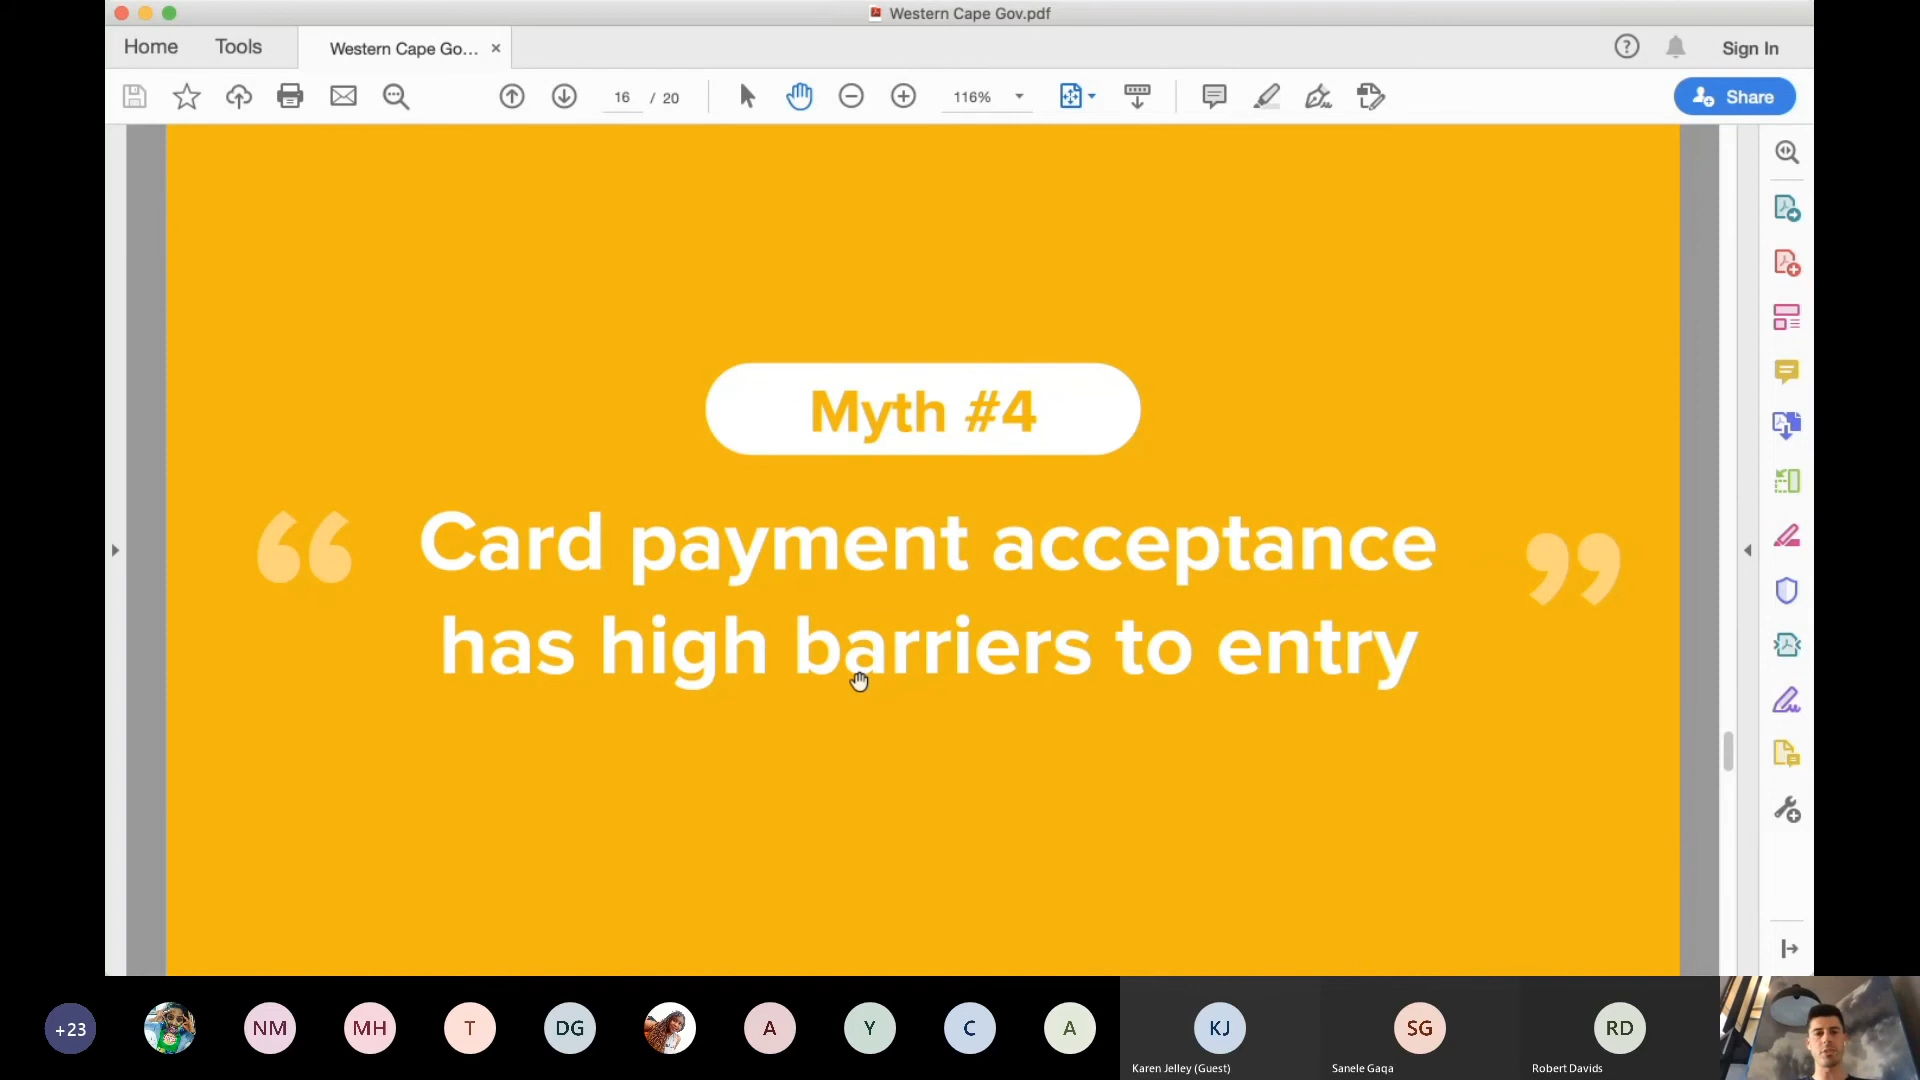 Western Cape Gov.pdf
Home
Tools
Western Cape Go... ×
Sign In
16 / 20
116%
Share
Myth #4
“ Card payment acceptance ”
has high barriers to entry
+23
NM
MH
T
DG
A
Y
C
A
KJ
Karen Jelley (Guest)
SG
Sanele Gaqa
RD
Robert Davids